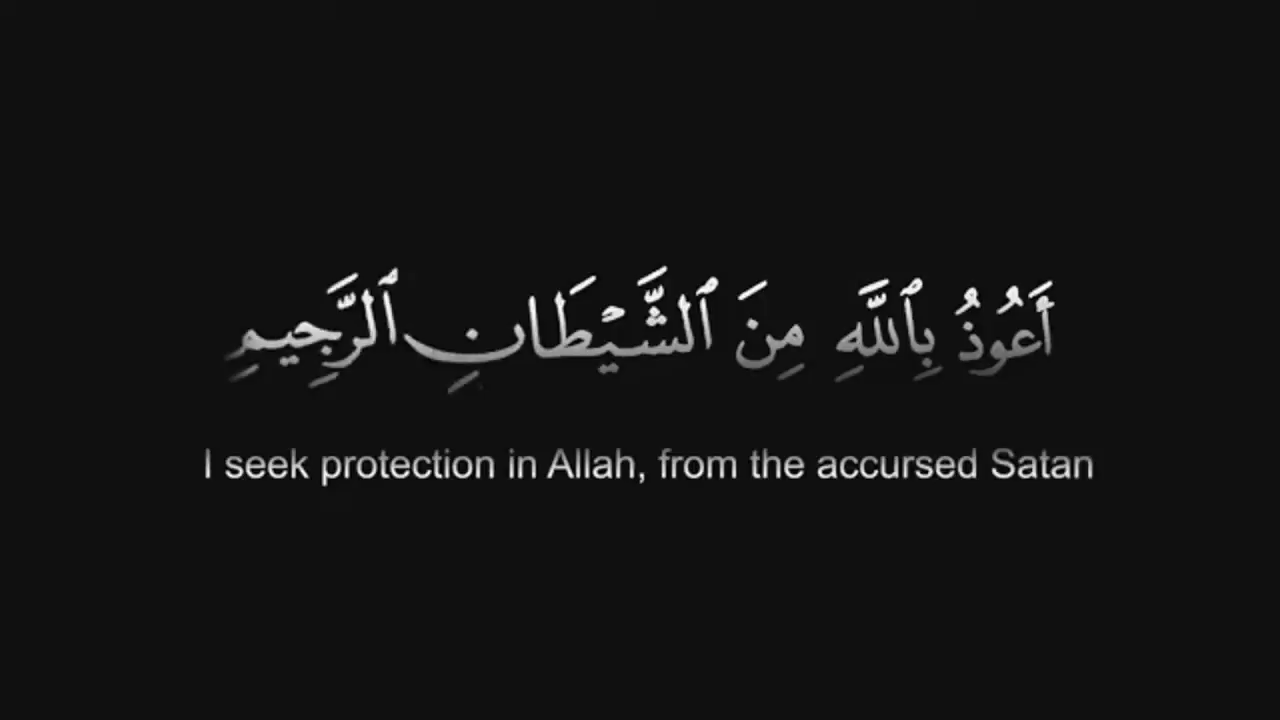 أَعُوذُ بِٱللَّهِ مِنَ ٱلشَّيْطَانِ ٱلرَّجِيمِ
I seek protection in Allah, from the accursed Satan